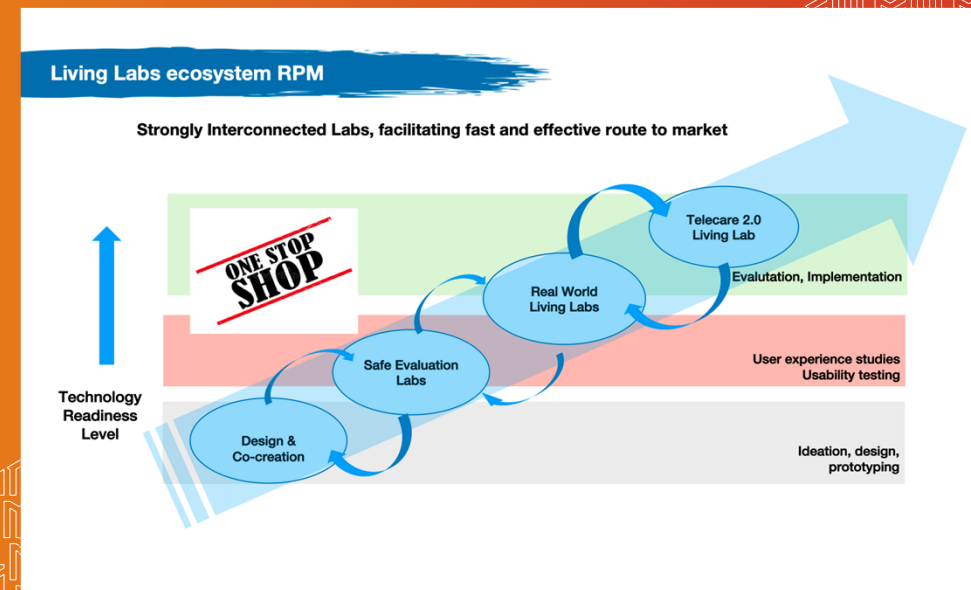 Living Labs ecosystem RPM
Strongly Interconnected Labs, facilitating fast and effective route to market
ONE STOP
SHOP
Telecare 2.0
Living Lab
Evalutation, Implementation
Real World
Living Labs
Safe Evaluation
Labs
User experience studies
Usability testing
Technology
Readiness
Level
Design &
Co-creation
Ideation, design,
prototyping